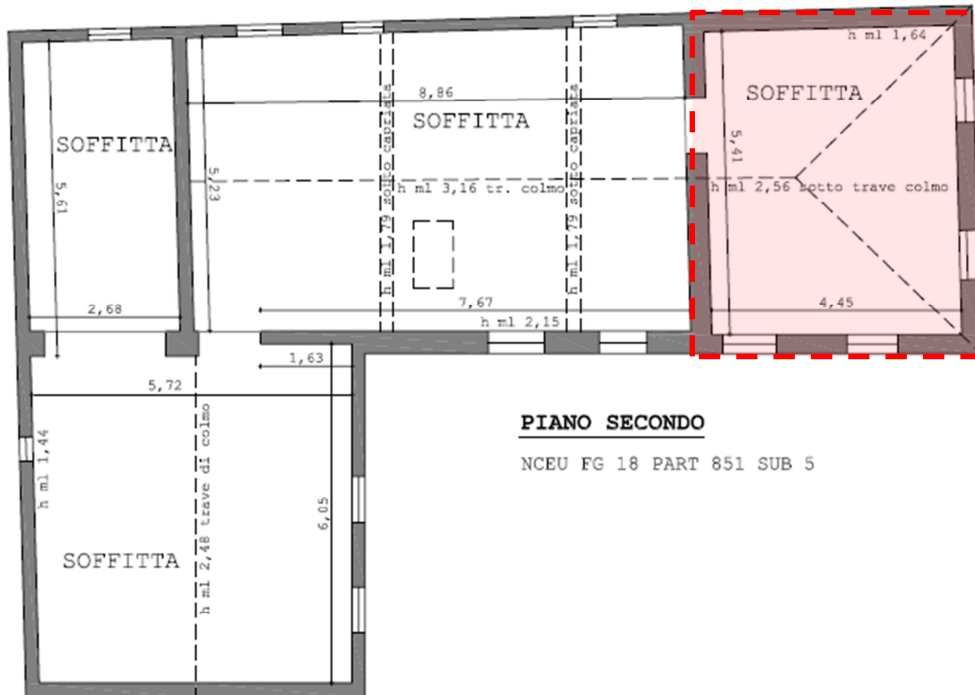 h ml 1,64
SOFFITTA
8,86
SOFFITTA
SOFFITTA
5,61
5,23
h ml 1,79 sotto capriata
h ml 3,16 tr. colmo
h ml 1,79 sotto capriata
5,41
h ml 2,56 sotto trave colmo
2,68
7,67
4,45
h ml 2,15
1,63
5,72
h ml 1,44
h ml 2,48 trave di colmo
6,05
SOFFITTA
PIANO SECONDO
NCEU FG 18 PART 851 SUB 5